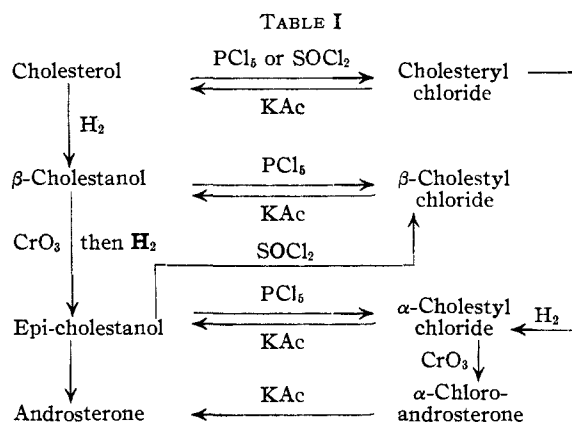 TABLE I
Cholesterol PCl₅ or SOCl₂ Cholesteryl
KAc chloride
H₂
β-Cholestanol PCl₅ β-Cholestyl
KAc chloride
CrO₃ then H₂
SOCl₂
PCl₅
Epi-cholestanol α-Cholestyl H₂
KAc chloride
CrO₃
KAc α-Chloro-
Androsterone androsterone